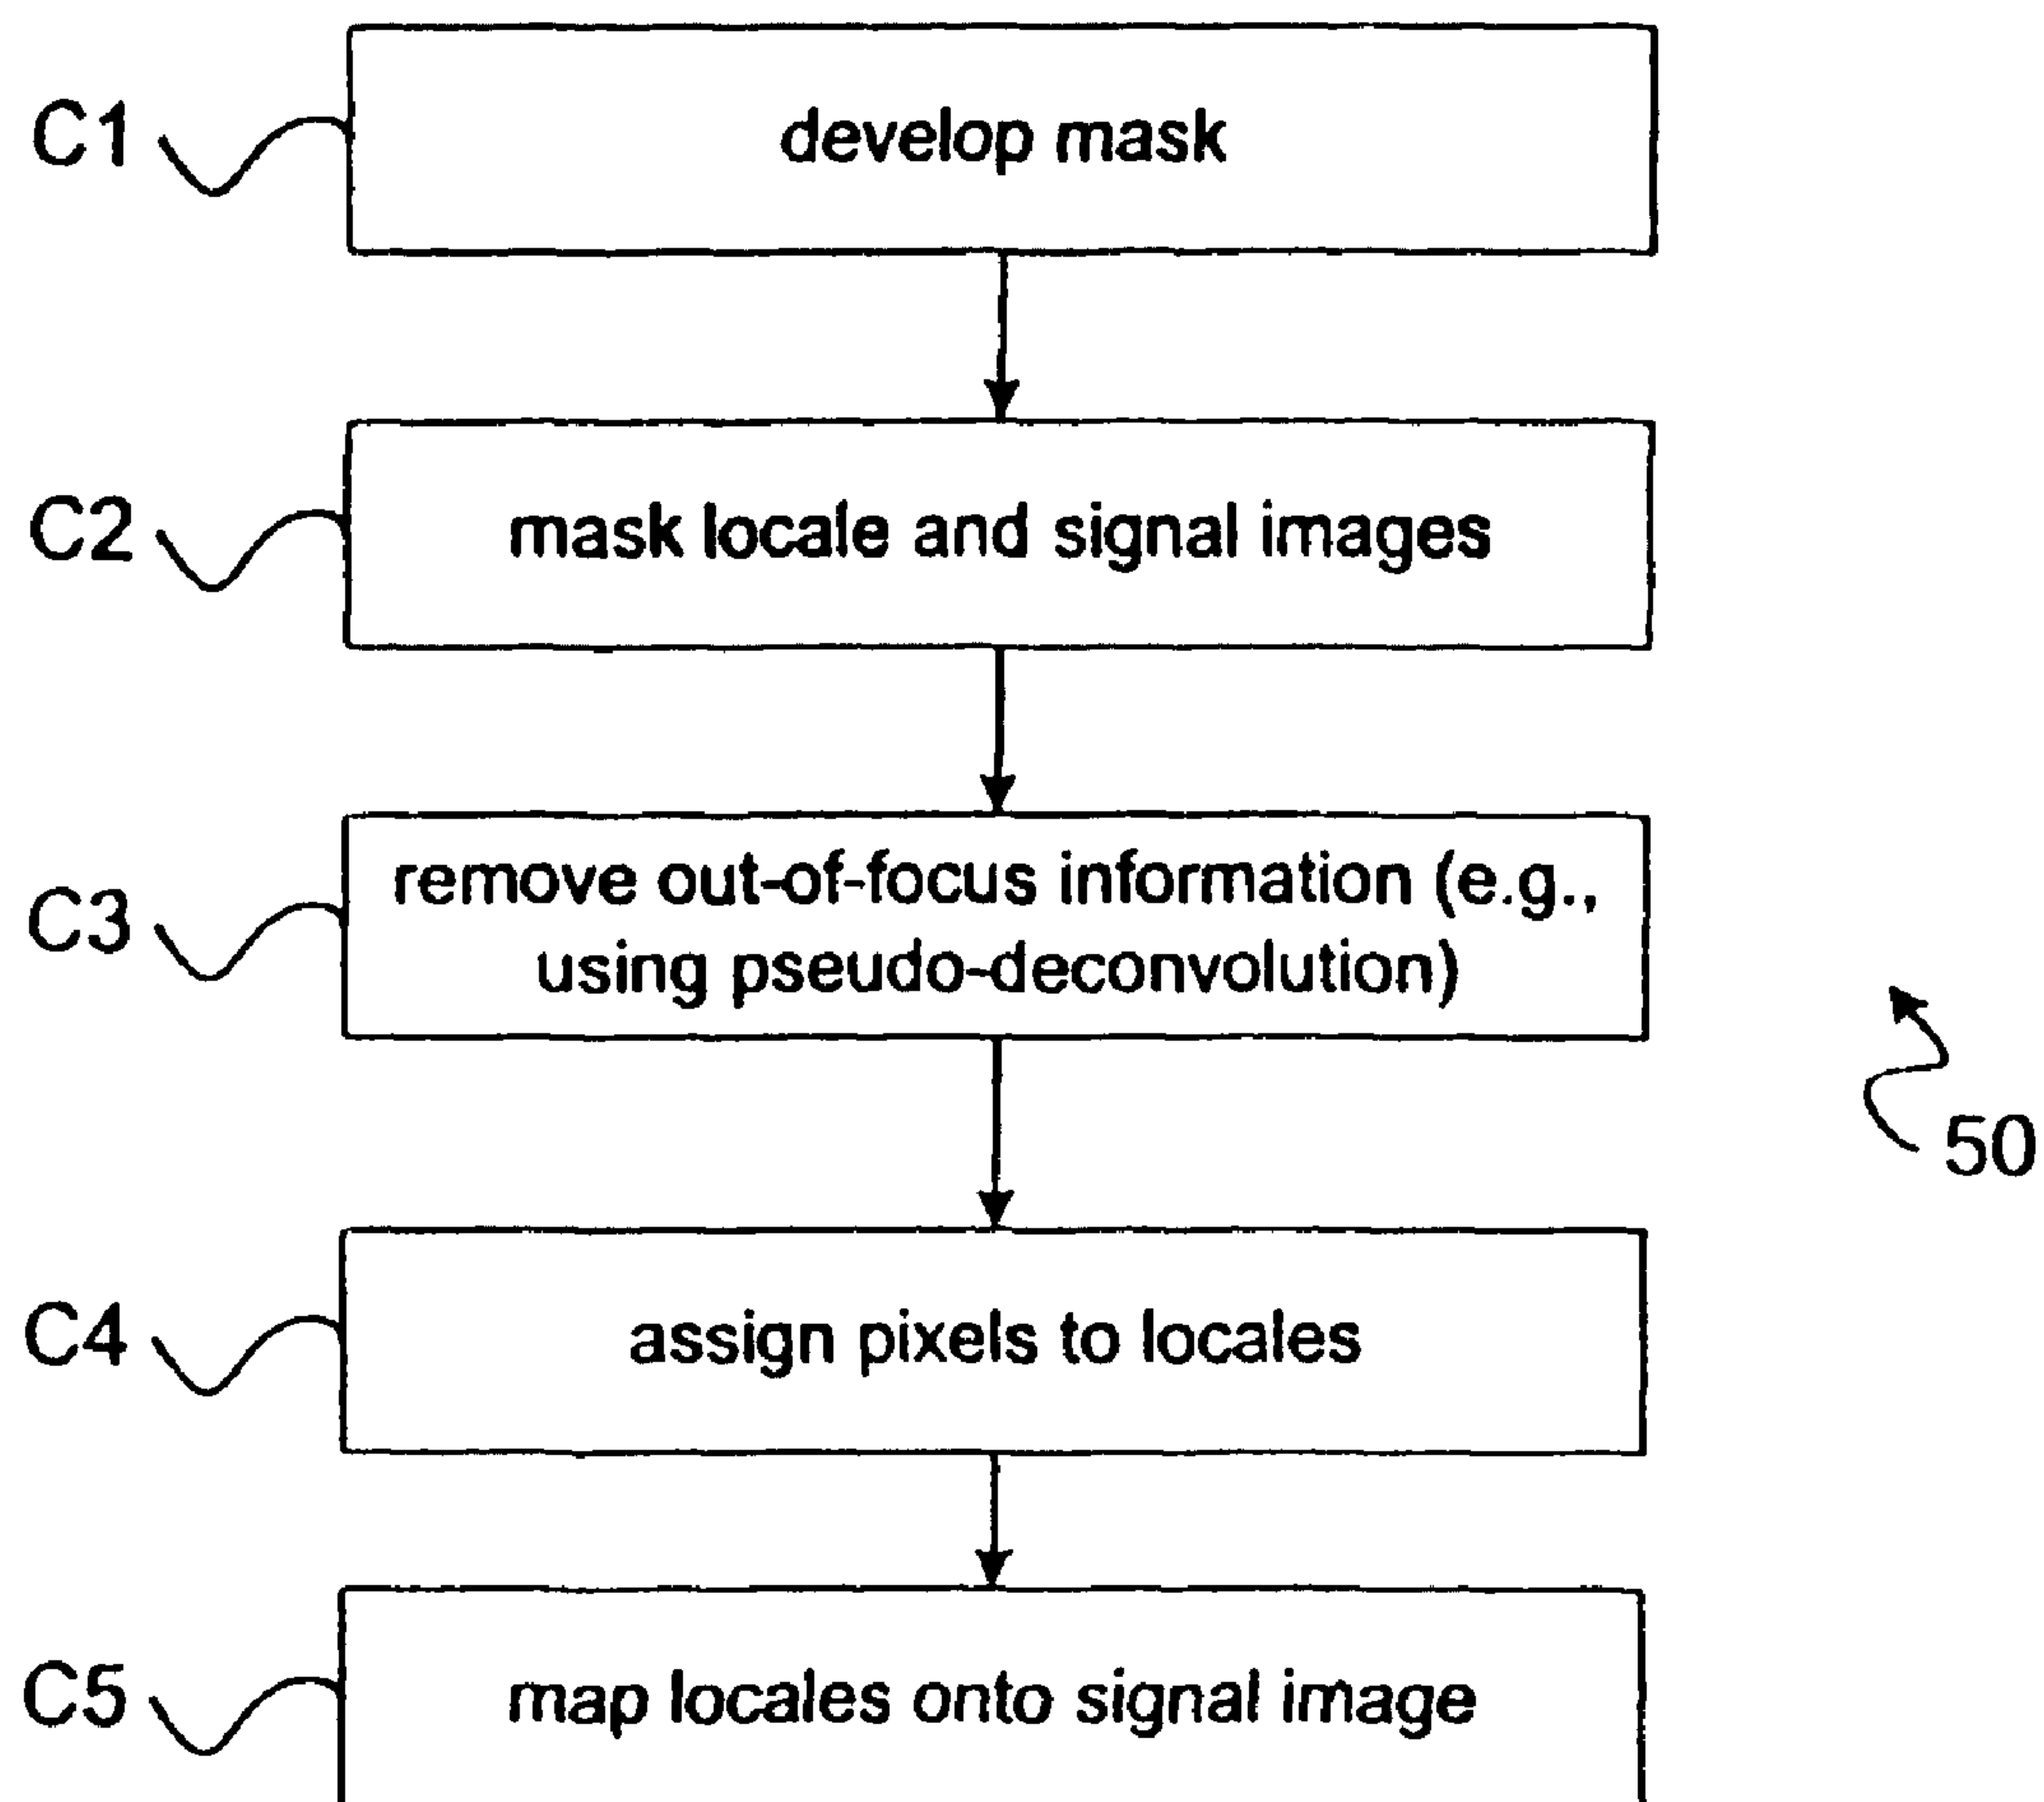 C1
develop mask
C2
mask locale and signal images
C3
remove out-of-focus information (e.g.,
using pseudo-deconvolution)
50
C4
assign pixels to locales
C5
map locales onto signal image